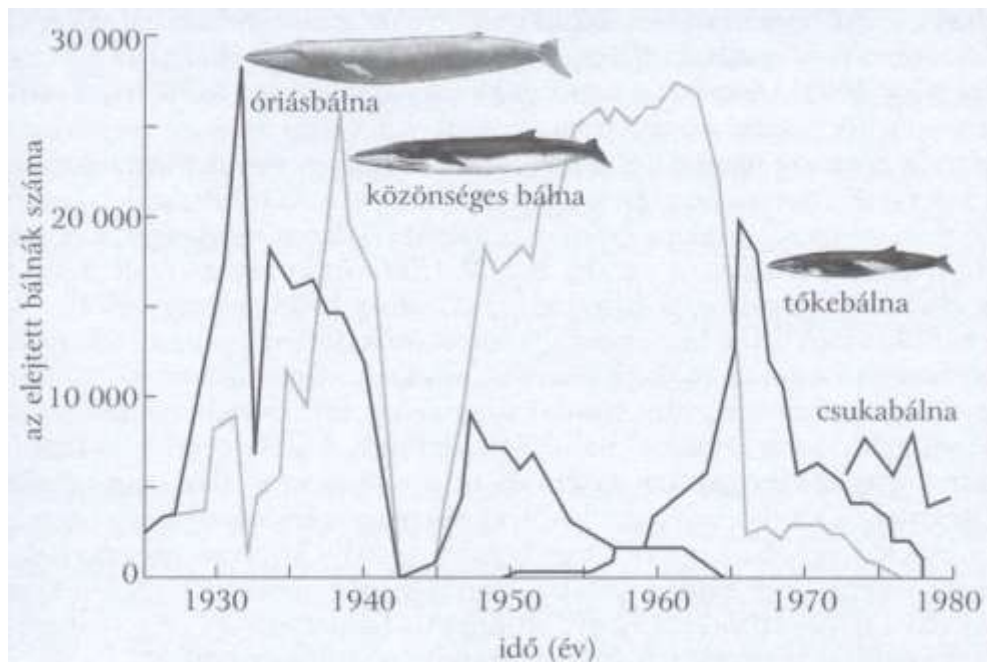 30 000
óriásbálna
közönséges bálna
20 000
tőkebálna
az elejtett bálnák száma
10 000
csukabálna
0
1930 1940 1950 1960 1970 1980
idő (év)